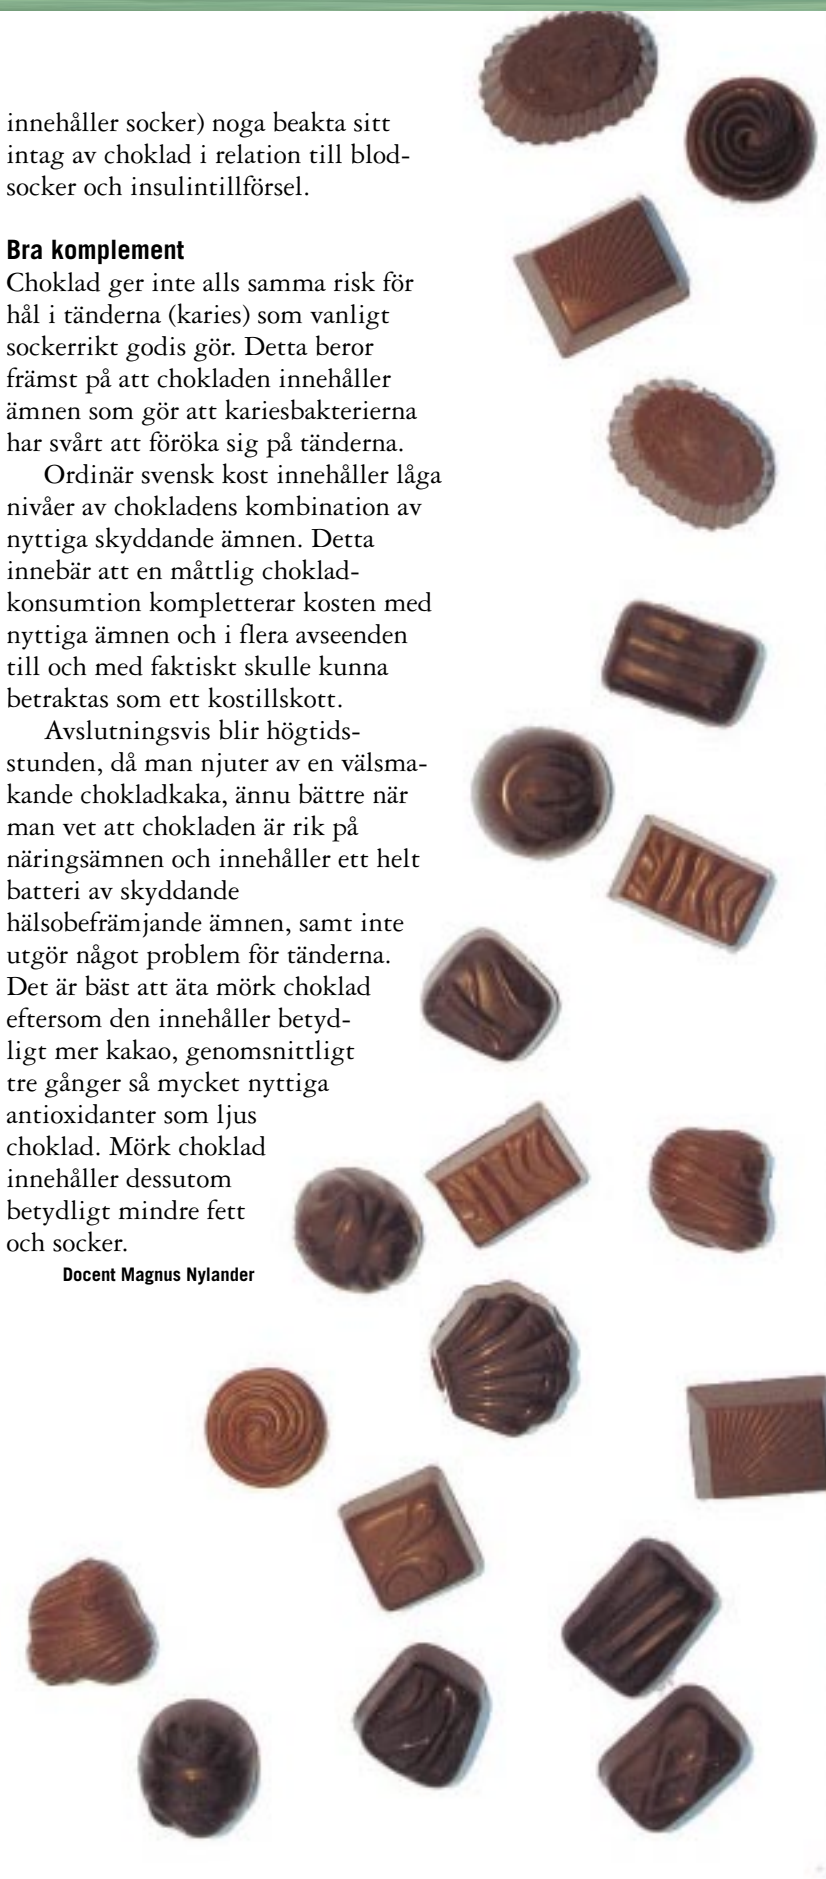 innehåller socker) noga beakta sitt
intag av choklad i relation till blod-
socker och insulintillförsel.
Bra komplement
Choklad ger inte alls samma risk för
hål i tänderna (karies) som vanligt
sockerrikt godis gör. Detta beror
främst på att chokladen innehåller
ämnen som gör att kariesbakterierna
har svårt att föröka sig på tänderna.
Ordinär svensk kost innehåller låga
nivåer av chokladens kombination av
nyttiga skyddande ämnen. Detta
innebär att en måttlig choklad-
konsumtion kompletterar kosten med
nyttiga ämnen och i flera avseenden
till och med faktiskt skulle kunna
betraktas som ett kostillskott.
Avslutningsvis blir högtids-
stunden, då man njuter av en välsma-
kande chokladkaka, ännu bättre när
man vet att chokladen är rik på
näringsämnen och innehåller ett helt
batteri av skyddande
hälsobefrämjande ämnen, samt inte
utgör något problem för tänderna.
Det är bäst att äta mörk choklad
eftersom den innehåller betyd-
ligt mer kakao, genomsnittligt
tre gånger så mycket nyttiga
antioxidanter som ljus
choklad. Mörk choklad
innehåller dessutom
betydligt mindre fett
och socker.
Docent Magnus Nylander